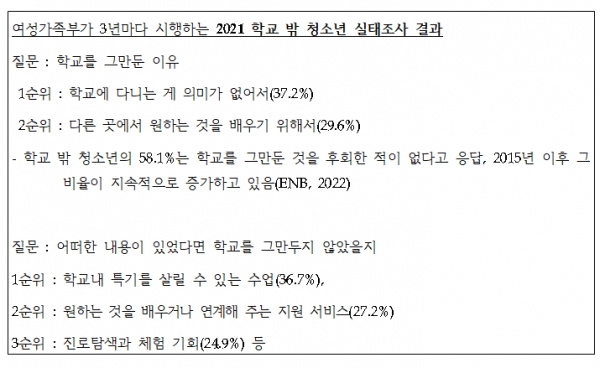 여성가족부가 3년마다 시행하는 2021 학교 밖 청소년 실태조사 결과
질문 : 학교를 그만둔 이유
1순위 : 학교에 다니는 게 의미가 없어서(37.2%)
2순위 : 다른 곳에서 원하는 것을 배우기 위해서(29.6%)
- 학교 밖 청소년의 58.1%는 학교를 그만둔 것을 후회한 적이 없다고 응답, 2015년 이후 그
비율이 지속적으로 증가하고 있음(ENB, 2022)
질문 : 어떠한 내용이 있었다면 학교를 그만두지 않았을지
1순위 : 학교내 특기를 살릴 수 있는 수업(36.7%),
2순위 : 원하는 것을 배우거나 연계해 주는 지원 서비스(27.2%)
3순위 : 진로탐색과 체험 기회(24.9%) 등